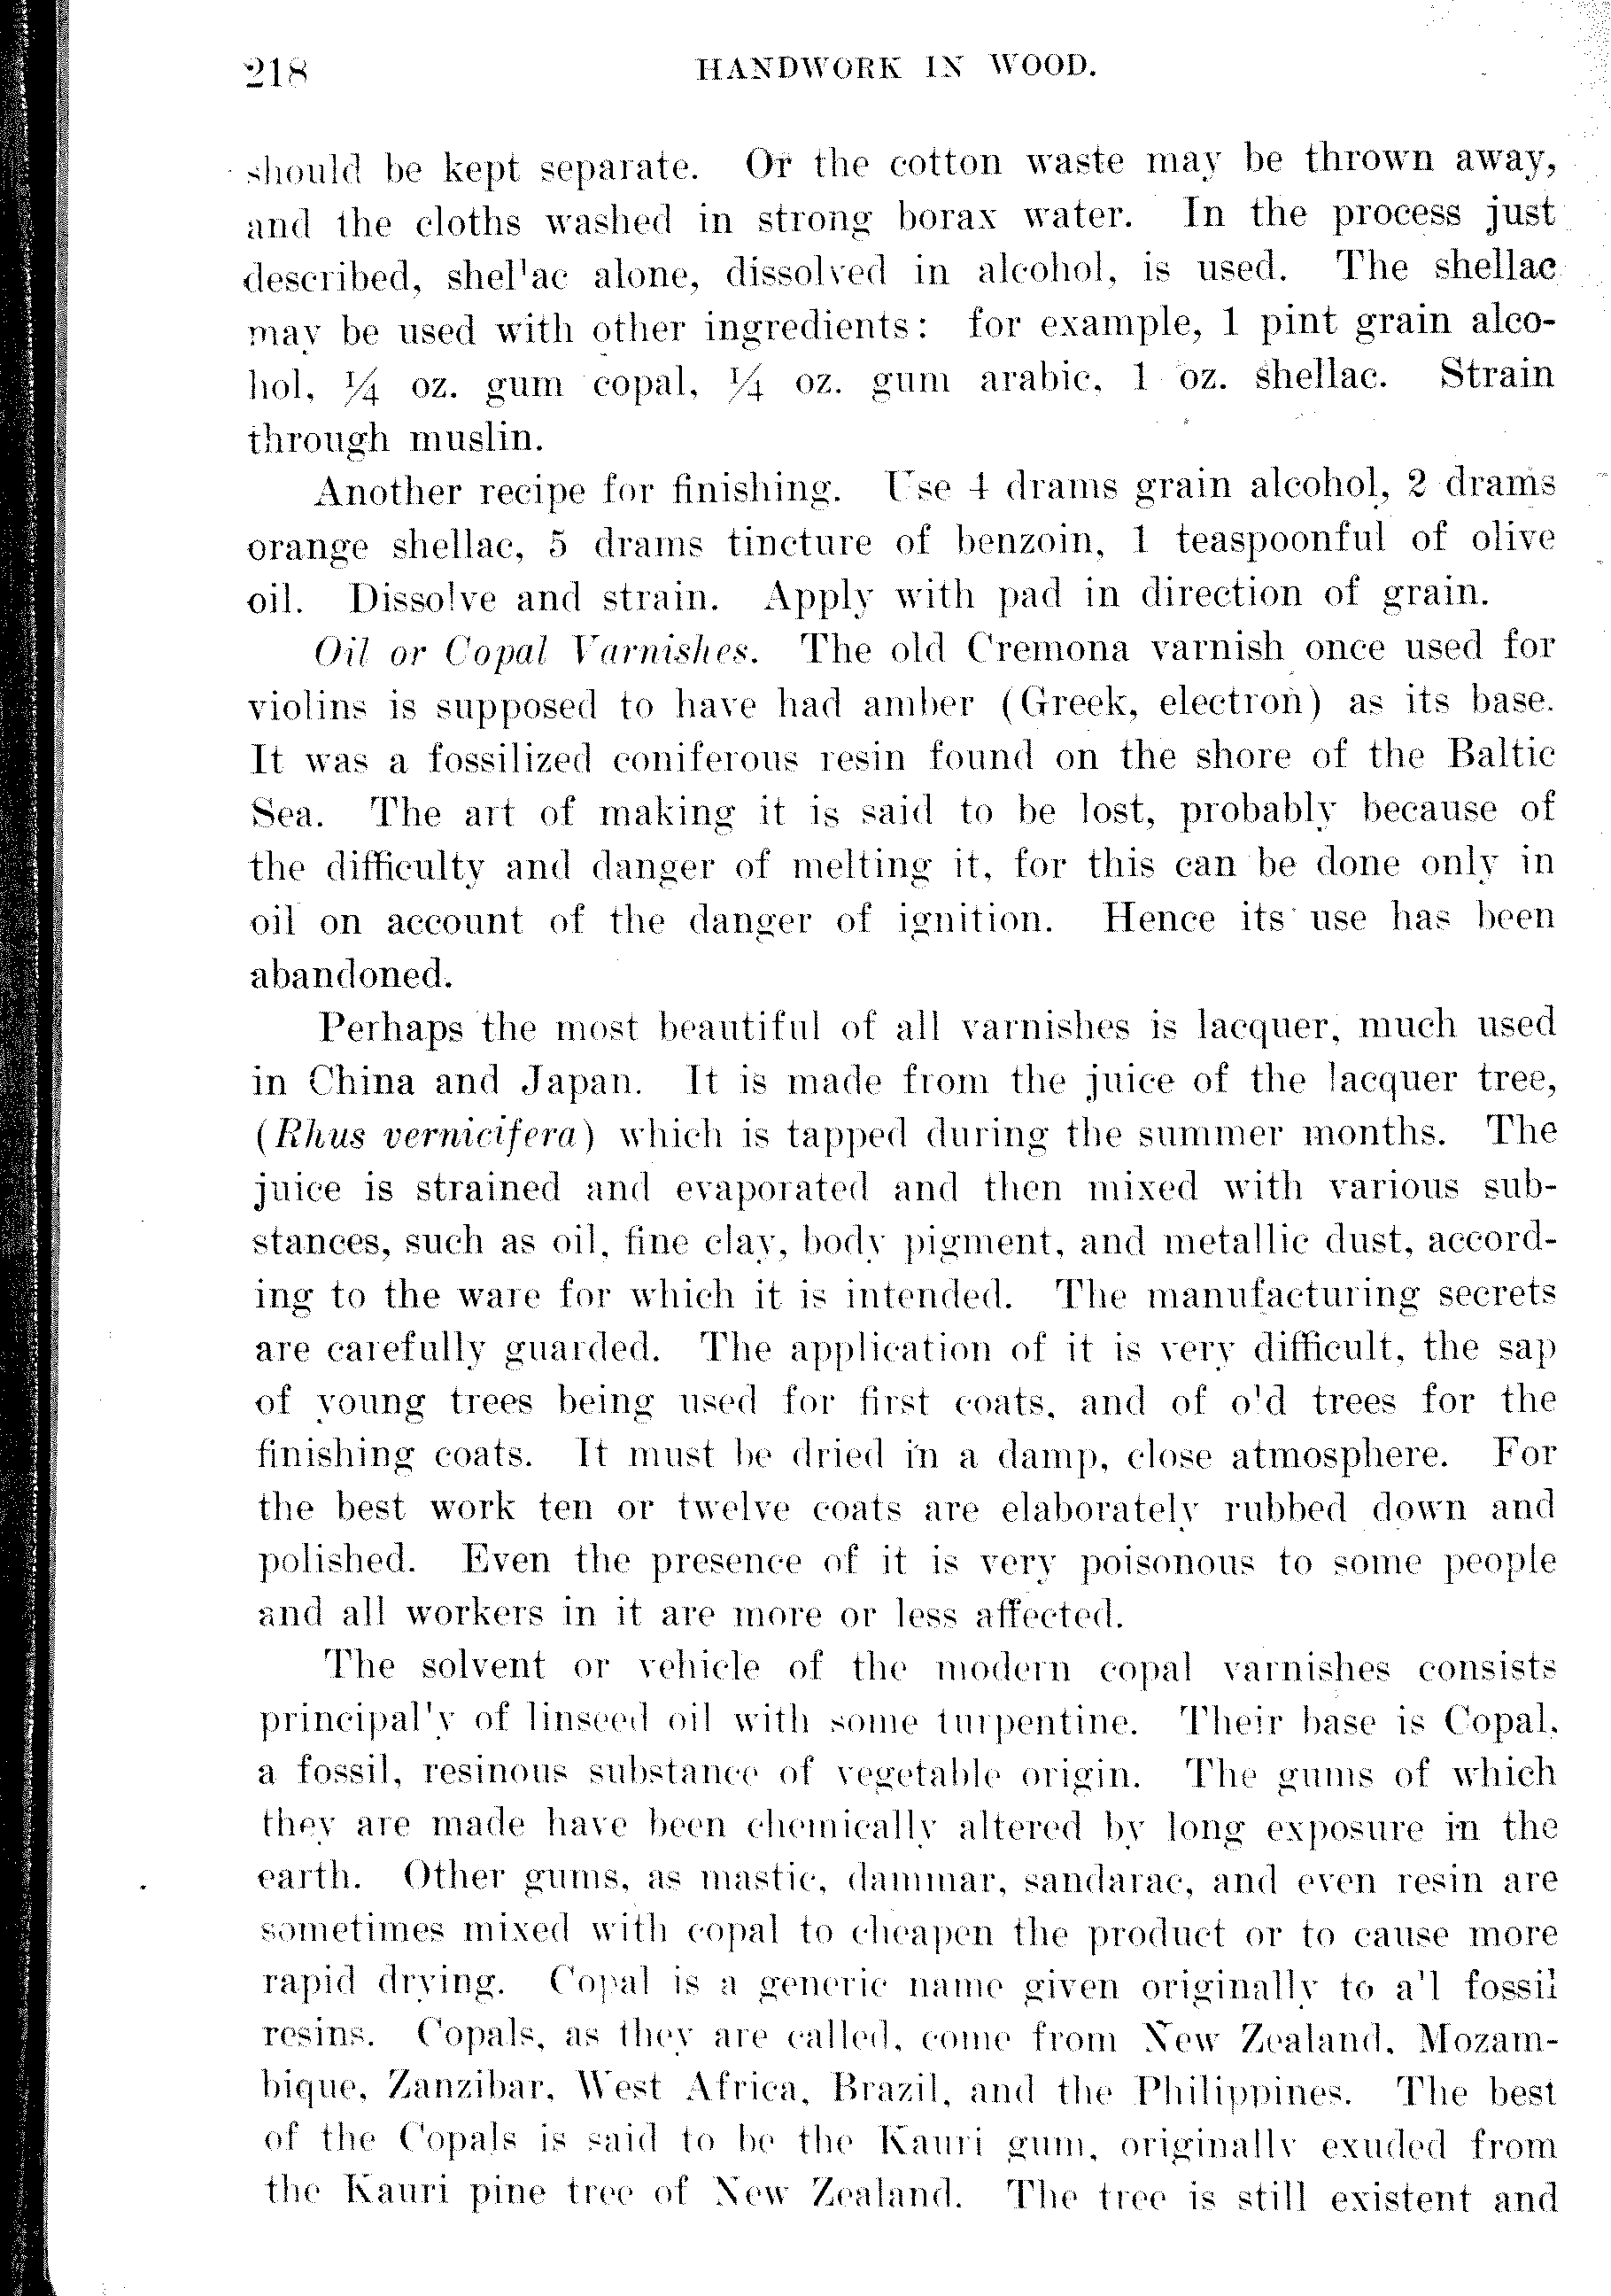 218 HANDWORK IN WOOD.
should be kept separate. Or the cotton waste may be thrown away,
and the cloths washed in strong borax water. In the process just
described, shellac alone, dissolved in alcohol, is used. The shellac
may be used with other ingredients: for example, 1 pint grain alco-
hol, ¼ oz. gum copal, ¼ oz. gum arabic, 1 oz. shellac. Strain
through muslin.
Another recipe for finishing. Use 4 drams grain alcohol, 2 drams
orange shellac, 5 drams tincture of benzoin, 1 teaspoonful of olive
oil. Dissolve and strain. Apply with pad in direction of grain.
Oil or Copal Varnishes. The old Cremona varnish once used for
violins is supposed to have had amber (Greek, electron) as its base.
It was a fossilized coniferous resin found on the shore of the Baltic
Sea. The art of making it is said to be lost, probably because of
the difficulty and danger of melting it, for this can be done only in
oil on account of the danger of ignition. Hence its use has been
abandoned.
Perhaps the most beautiful of all varnishes is lacquer, much used
in China and Japan. It is made from the juice of the lacquer tree,
(Rhus vernicifera) which is tapped during the summer months. The
juice is strained and evaporated and then mixed with various sub-
stances, such as oil, fine clay, body pigment, and metallic dust, accord-
ing to the ware for which it is intended. The manufacturing secrets
are carefully guarded. The application of it is very difficult, the sap
of young trees being used for first coats, and of old trees for the
finishing coats. It must be dried in a damp, close atmosphere. For
the best work ten or twelve coats are elaborately rubbed down and
polished. Even the presence of it is very poisonous to some people
and all workers in it are more or less affected.
The solvent or vehicle of the modern copal varnishes consists
principally of linseed oil with some turpentine. Their base is Copal,
a fossil, resinous substance of vegetable origin. The gums of which
they are made have been chemically altered by long exposure in the
earth. Other gums, as mastic, dammar, sandarac, and even resin are
sometimes mixed with copal to cheapen the product or to cause more
rapid drying. Copal is a generic name given originally to all fossil
resins. Copals, as they are called, come from New Zealand, Mozam-
bique, Zanzibar, West Africa, Brazil, and the Philippines. The best
of the Copals is said to be the Kauri gum, originally exuded from
the Kauri pine tree of New Zealand. The tree is still existent and